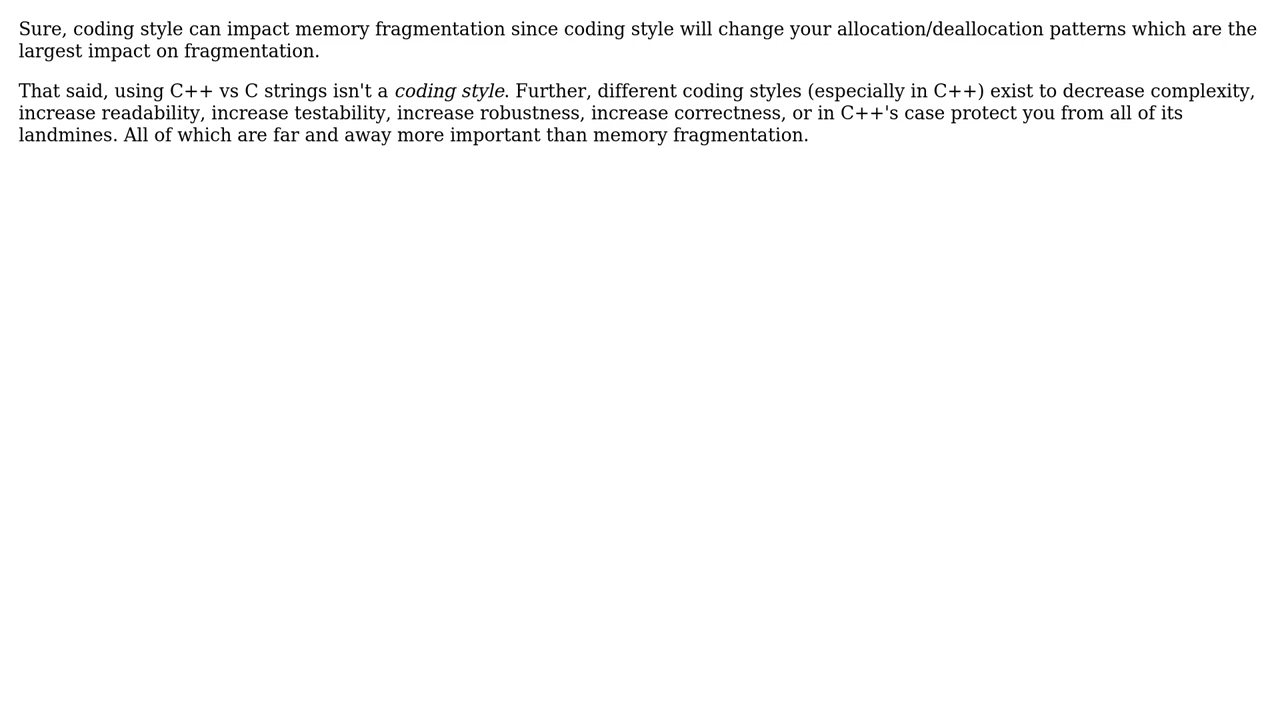 Sure, coding style can impact memory fragmentation since coding style will change your allocation/deallocation patterns which are the
largest impact on fragmentation.
That said, using C++ vs C strings isn't a coding style. Further, different coding styles (especially in C++) exist to decrease complexity,
increase readability, increase testability, increase robustness, increase correctness, or in C++'s case protect you from all of its
landmines. All of which are far and away more important than memory fragmentation.